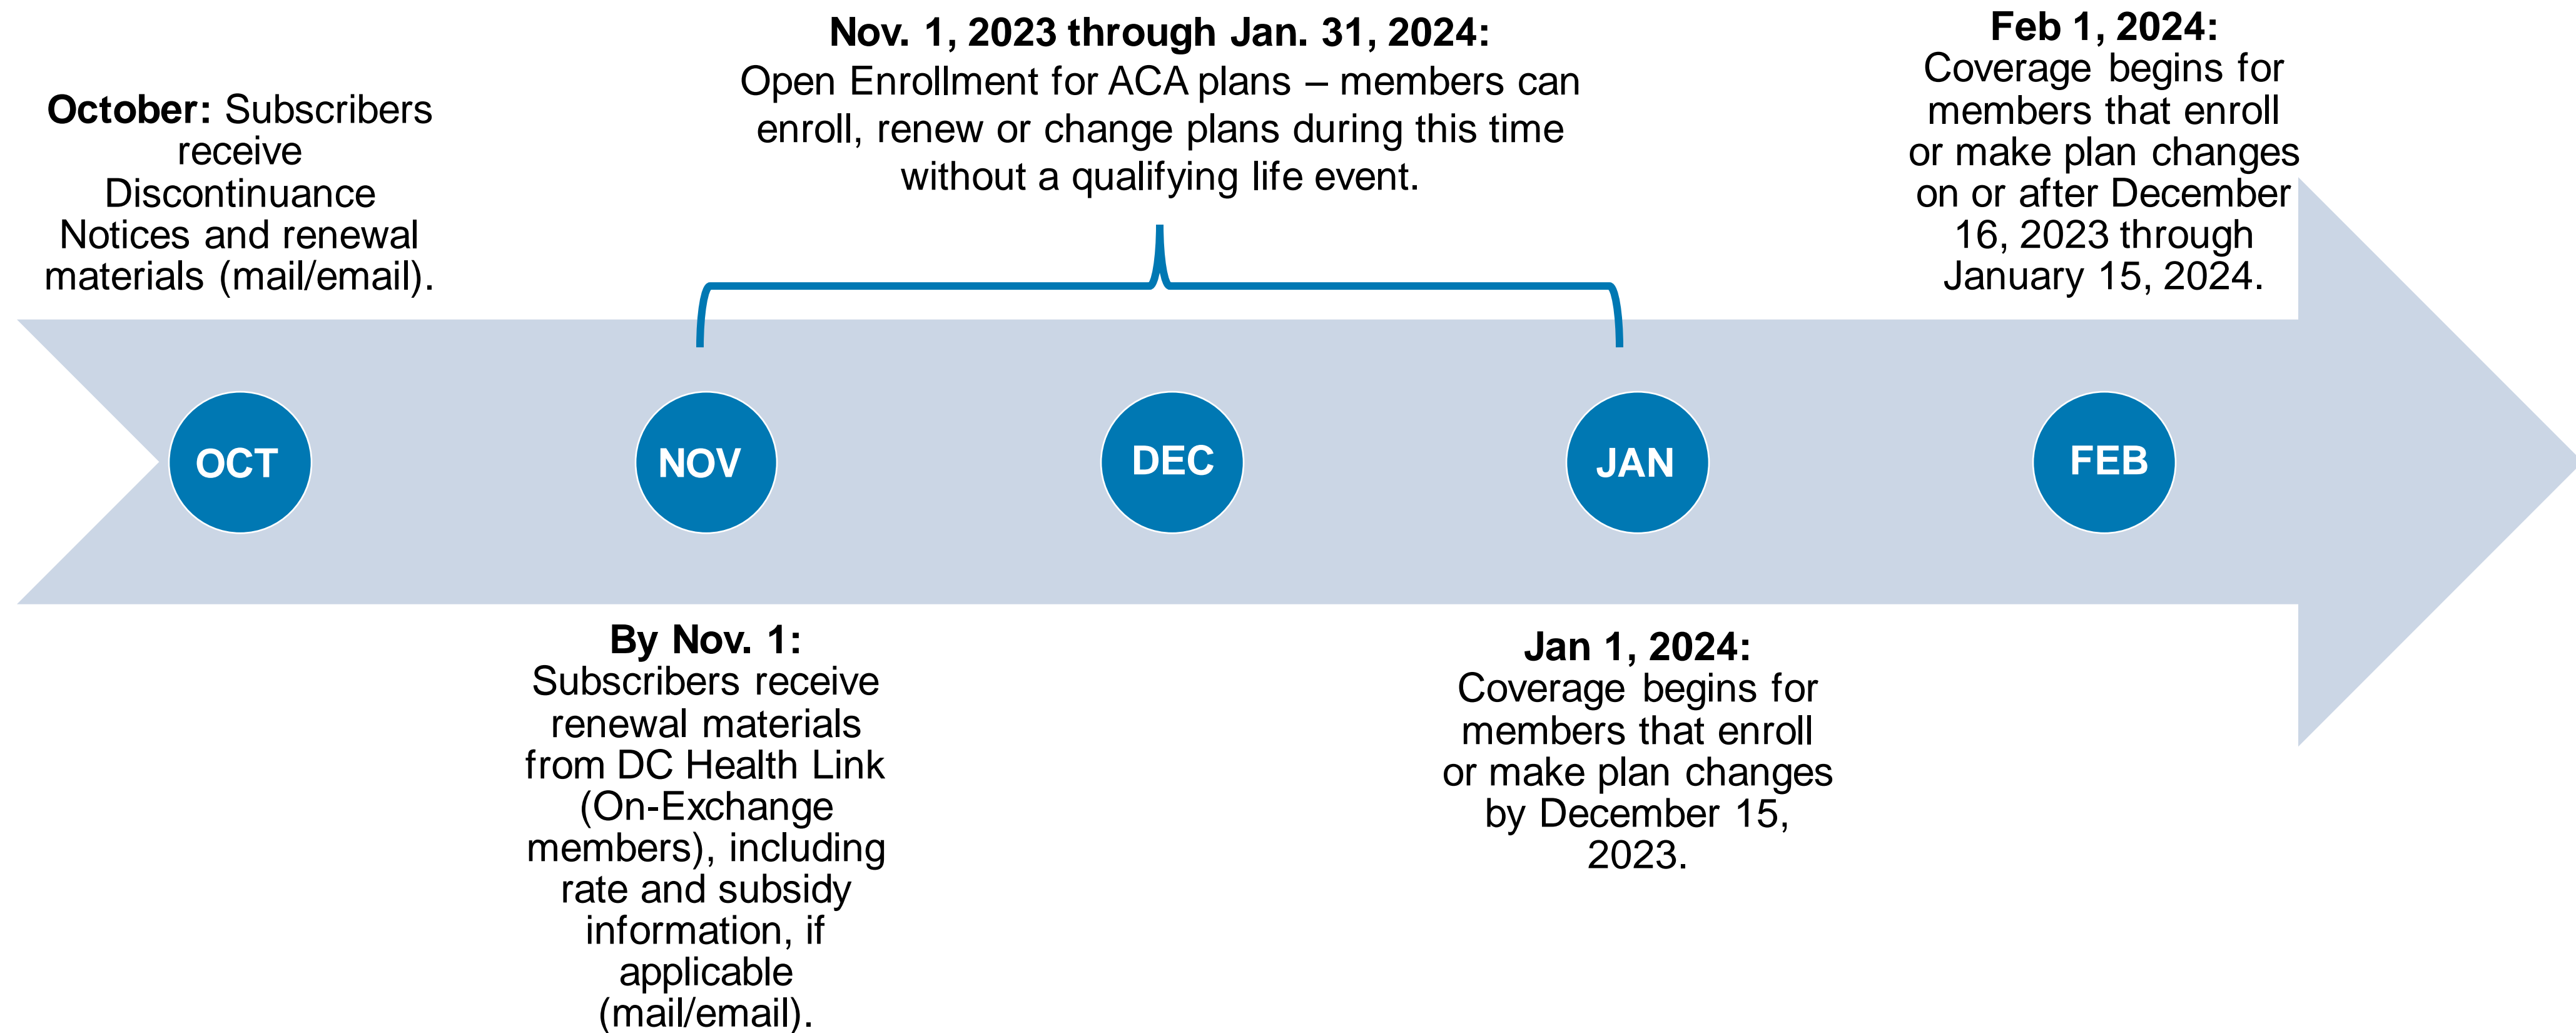 October: Subscribers
receive
Discontinuance
Notices and renewal
materials (mail/email).
Nov. 1, 2023 through Jan. 31, 2024:
Open Enrollment for ACA plans – members can
enroll, renew or change plans during this time
without a qualifying life event.
Feb 1, 2024:
Coverage begins for
members that enroll
or make plan changes
on or after December
16, 2023 through
January 15, 2024.
OCT
NOV
DEC
JAN
FEB
By Nov. 1:
Subscribers receive
renewal materials
from DC Health Link
(On-Exchange
members), including
rate and subsidy
information, if
applicable
(mail/email).
Jan 1, 2024:
Coverage begins for
members that enroll
or make plan changes
by December 15,
2023.